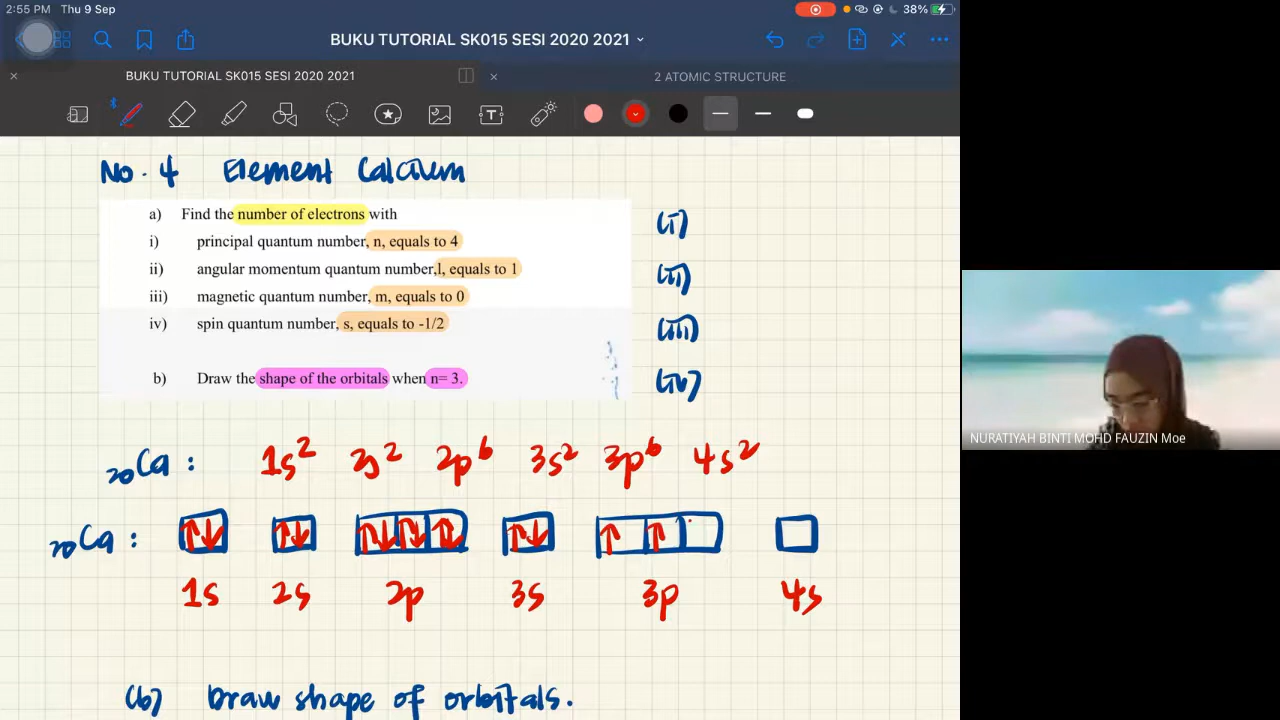 2:55 PM Thu 9 Sep 38%
BUKU TUTORIAL SK015 SESI 2020 2021
BUKU TUTORIAL SK015 SESI 2020 2021
2 ATOMIC STRUCTURE
No. 4 Element Calcium
a) Find the number of electrons with
i) principal quantum number, n, equals to 4
ii) angular momentum quantum number,l, equals to 1
iii) magnetic quantum number, m, equals to 0
iv) spin quantum number, s, equals to -1/2
b) Draw the shape of the orbitals when n= 3.
(i)
(ii)
(iii)
(iv)
NURATIYAH BINTI MOHD FAUZIN Moe
₂₀Ca : 1s² 2s² 2p⁶ 3s² 3p⁶ 4s²
₂₀Ca : ↑↓ ↑↓ ↑↓ ↑↓ ↑↓ ↑↓ ↑ ↑
1s 2s 2p 3s 3p 4s
(b) Draw shape of orbitals.